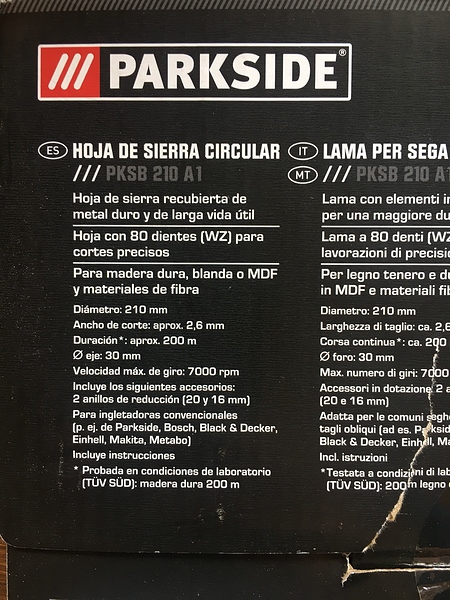 /// PARKSIDE®
ES HOJA DE SIERRA CIRCULAR
/// PKSB 210 A1
Hoja de sierra recubierta de
metal duro y de larga vida útil
Hoja con 80 dientes (WZ) para
cortes precisos
Para madera dura, blanda o MDF
y materiales de fibra
Diámetro: 210 mm
Ancho de corte: aprox. 2,6 mm
Duración*: aprox. 200 m
Ø eje: 30 mm
Velocidad máx. de giro: 7000 rpm
Incluye los siguientes accesorios:
2 anillos de reducción (20 y 16 mm)
Para ingletadoras convencionales
(p. ej. de Parkside, Bosch, Black & Decker,
Einhell, Makita, Metabo)
Incluye instrucciones
* Probada en condiciones de laboratorio
(TÜV SÜD): madera dura 200 m
IT LAMA PER SEGA
MT /// PKSB 210 A1
Lama con elementi in
per una maggiore du
Lama a 80 denti (WZ
lavorazioni di precisio
Per legno tenero e du
in MDF e materiali fib
Diametro: 210 mm
Larghezza di taglio: ca. 2,6
Corsa continua*: ca. 200
Ø foro: 30 mm
Max. numero di giri: 7000
Accessori in dotazione: 2 a
(20 e 16 mm)
Adatta per le comuni seghe
tagli obliqui (ad es. Parksid
Black & Decker, Einhell, Ma
Incl. istruzioni
*Testata a condizioni di lab
(TÜV SÜD): 200 m legno